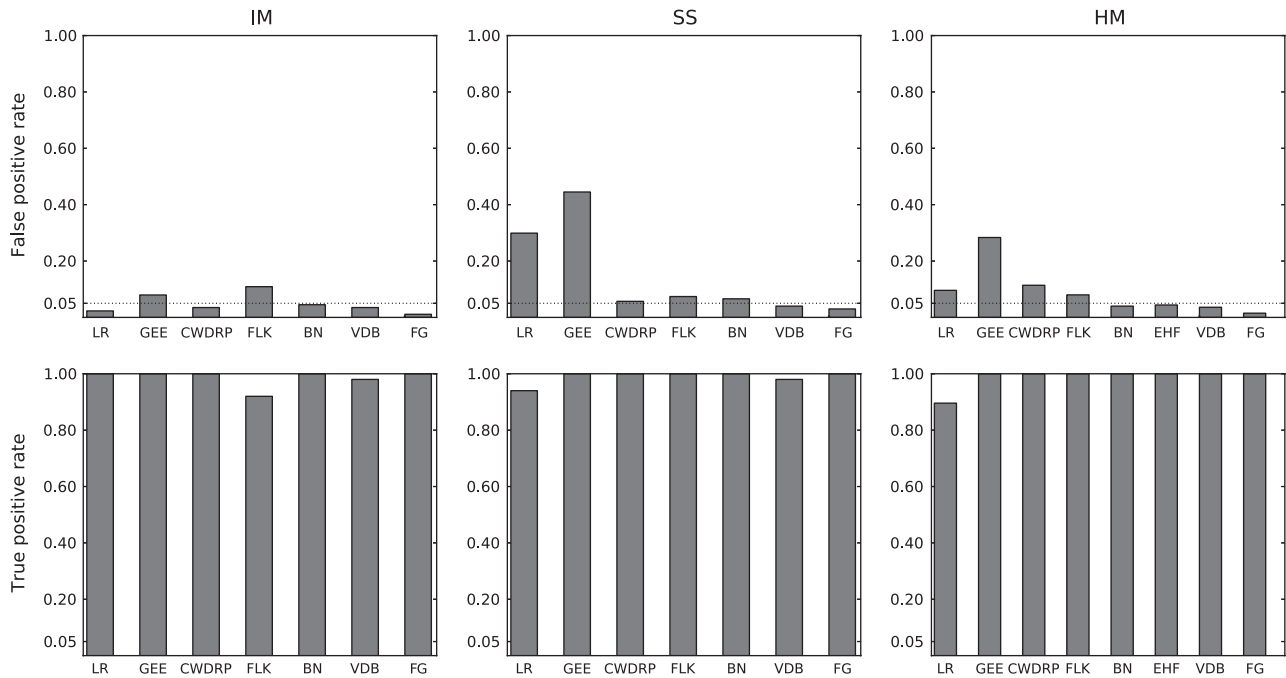 IM SS HM
False positive rate
1.00 1.00 1.00
0.80 0.80 0.80
0.60 0.60 0.60
0.40 0.40 0.40
0.20 0.20 0.20
0.05 0.05 0.05
LR GEE CWDRP FLK BN VDB FG LR GEE CWDRP FLK BN VDB FG LR GEE CWDRP FLK BN EHF VDB FG
True positive rate
1.00 1.00 1.00
0.80 0.80 0.80
0.60 0.60 0.60
0.40 0.40 0.40
0.20 0.20 0.20
0.05 0.05 0.05
LR GEE CWDRP FLK BN VDB FG LR GEE CWDRP FLK BN VDB FG LR GEE CWDRP FLK BN EHF VDB FG